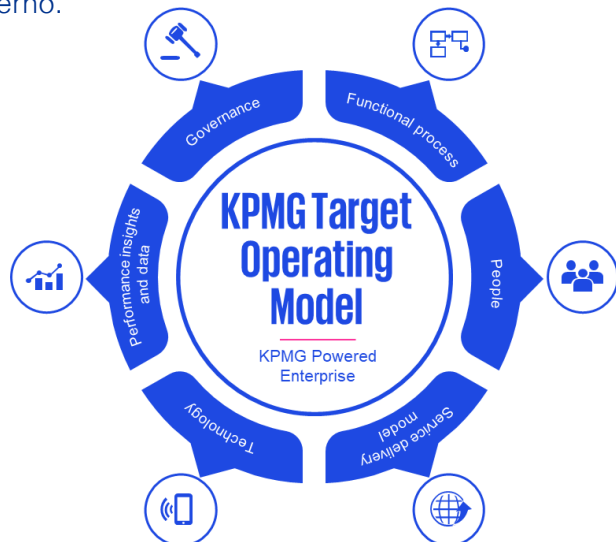 erno.
Governance
Functional process
Performance insights
and data
KPMG Target
Operating
Model
KPMG Powered
Enterprise
People
Technology
Service delivery
model